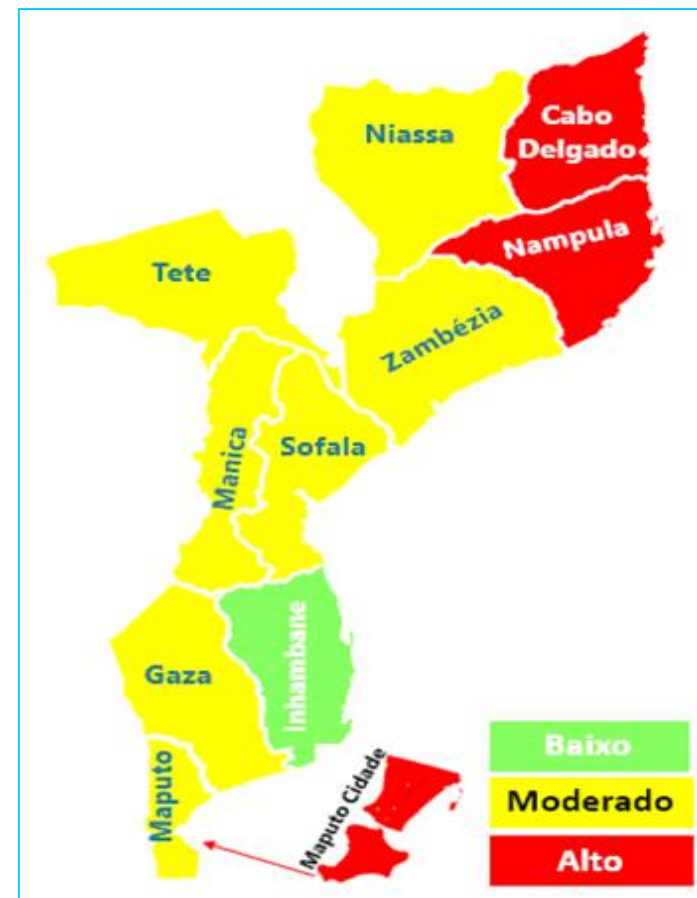 Cabo
Delgado
Niassa
Nampula
Tete
Zambézia
Manica
Sofala
Inhambane
Gaza
Maputo
Maputo Cidade
Baixo
Moderado
Alto